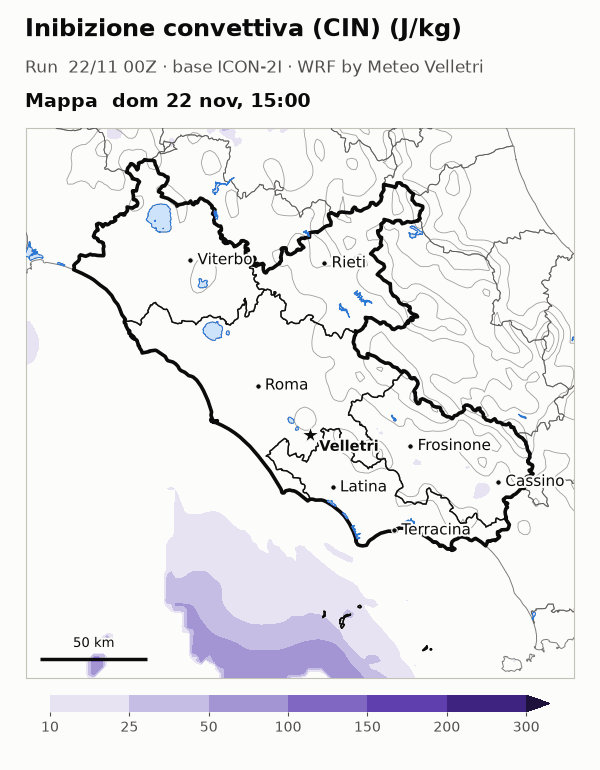 Inibizione convettiva (CIN) (J/kg)
Run  22/11 00Z · base ICON-2I · WRF by Meteo Velletri
Mappa  dom 22 nov, 15:00
Viterbo
Rieti
Roma
Velletri
Frosinone
Cassino
Latina
Terracina
50 km
10 25 50 100 150 200 300